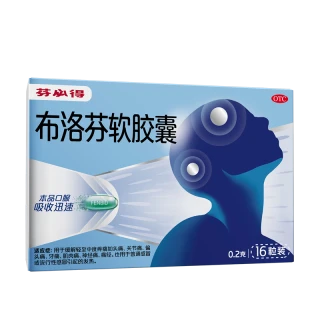 芬必得
OTC
布洛芬软胶囊
本品口服
吸收迅速
适应症：用于缓解轻至中度疼痛如头痛、关节痛、偏
头痛、牙痛、肌肉痛、神经痛、痛经。也用于普通感冒
或流行性感冒引起的发热。
0.2克
16粒装